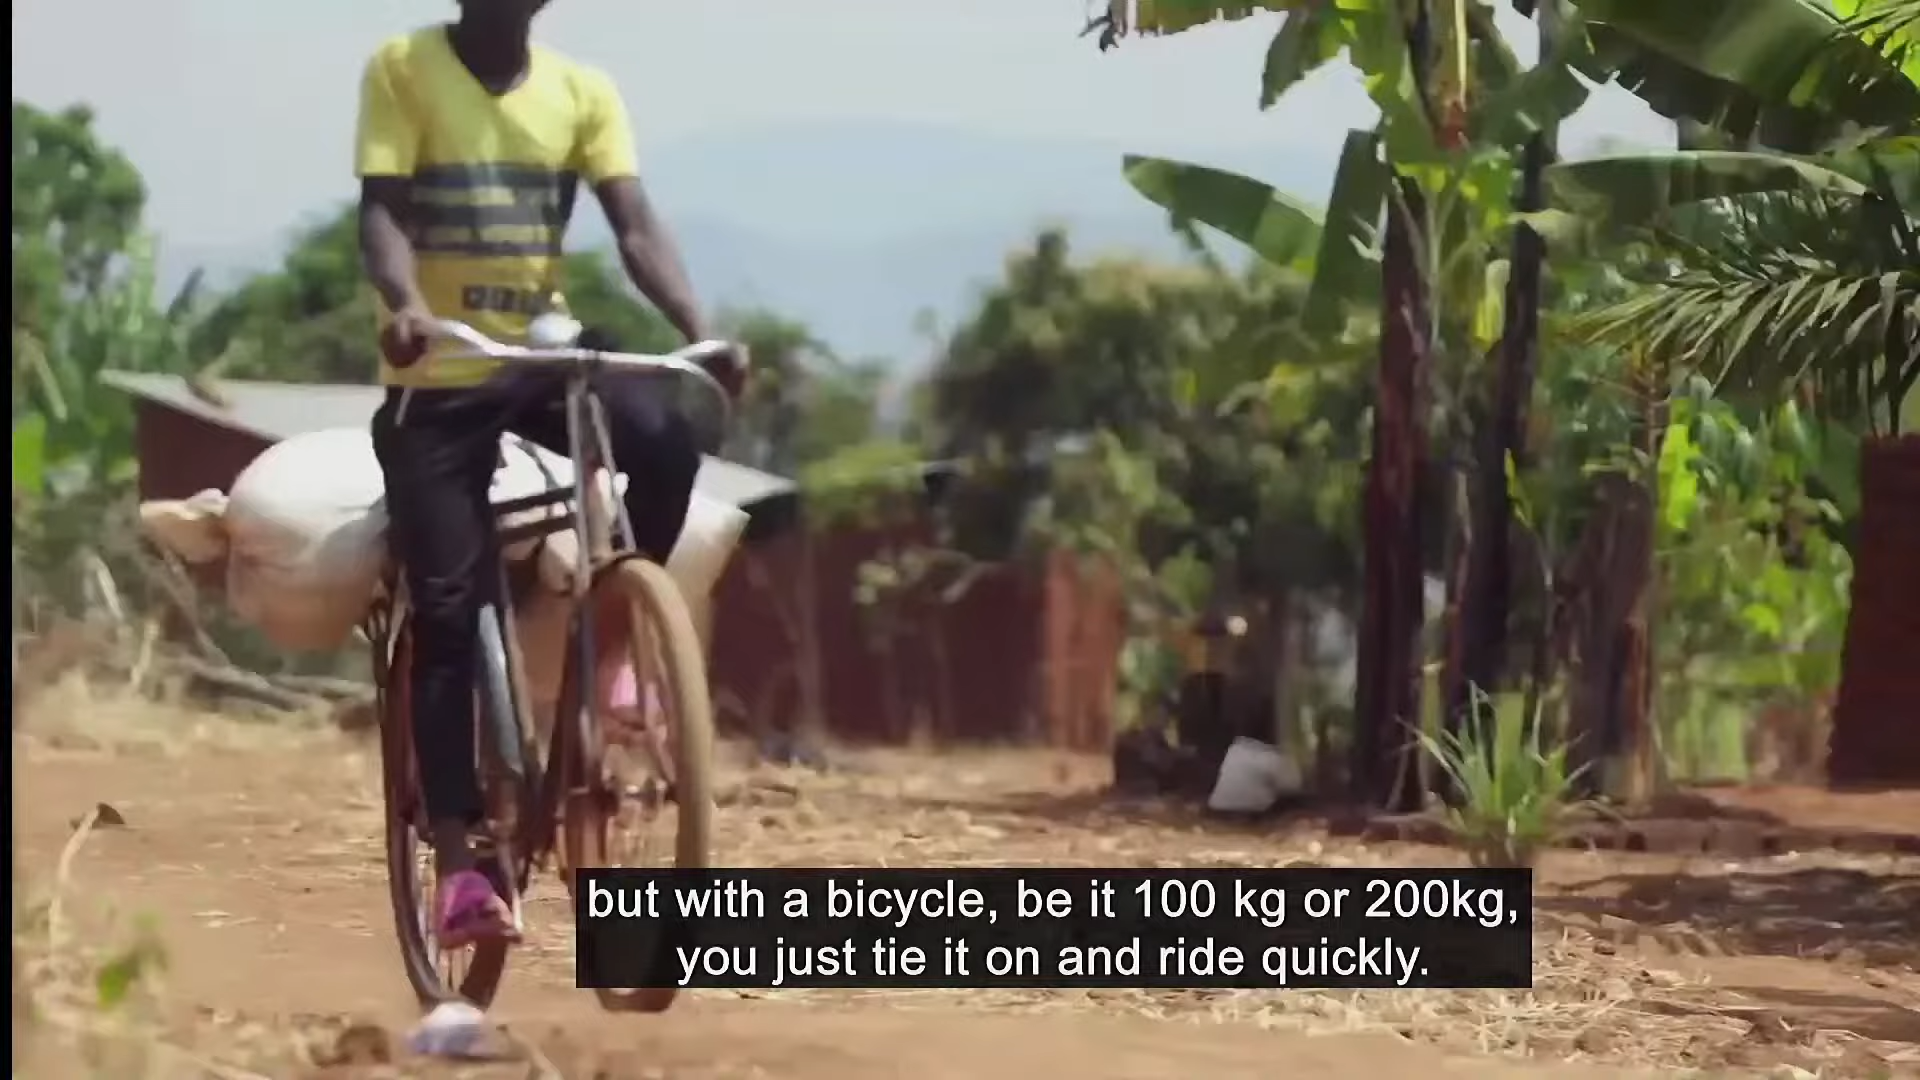 but with a bicycle, be it 100 kg or 200kg,
you just tie it on and ride quickly.